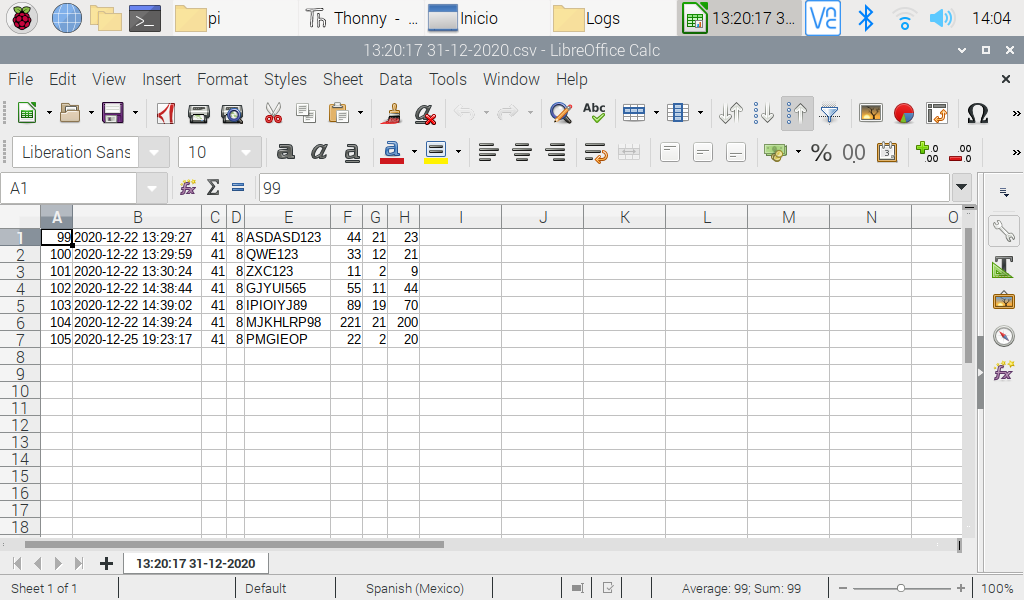 pi Thonny - ... Inicio Logs 13:20:17 3... 14:04
13:20:17 31-12-2020.csv - LibreOffice Calc
File Edit View Insert Format Styles Sheet Data Tools Window Help
Abc Ω
Liberation Sans 10 a a a a % 0.0 .00 .00
A1 fx Σ = 99
A B C D E F G H I J K L M N O
1 99 2020-12-22 13:29:27 41 8 ASDASD123 44 21 23
2 100 2020-12-22 13:29:59 41 8 QWE123 33 12 21
3 101 2020-12-22 13:30:24 41 8 ZXC123 11 2 9
4 102 2020-12-22 14:38:44 41 8 GJYUI565 55 11 44
5 103 2020-12-22 14:39:02 41 8 IPIOIYJ89 89 19 70
6 104 2020-12-22 14:39:24 41 8 MJKHLRP98 221 21 200
7 105 2020-12-25 19:23:17 41 8 PMGIEOP 22 2 20
8
9
10
11
12
13
14
15
16
17
18
13:20:17 31-12-2020
Sheet 1 of 1 Default Spanish (Mexico) Average: 99; Sum: 99 100%